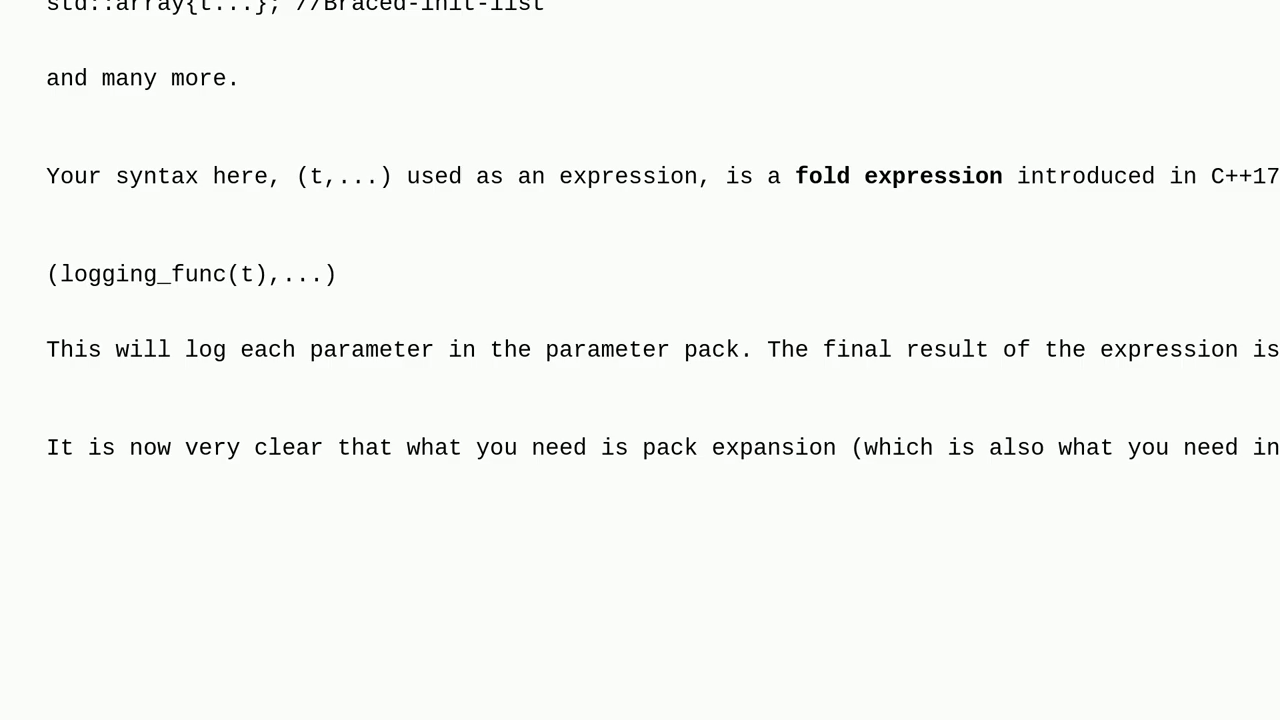 std::array{t...}; //Braced-init-list
and many more.
Your syntax here, (t,...) used as an expression, is a fold expression introduced in C++17
(logging_func(t),...)
This will log each parameter in the parameter pack. The final result of the expression is
It is now very clear that what you need is pack expansion (which is also what you need in